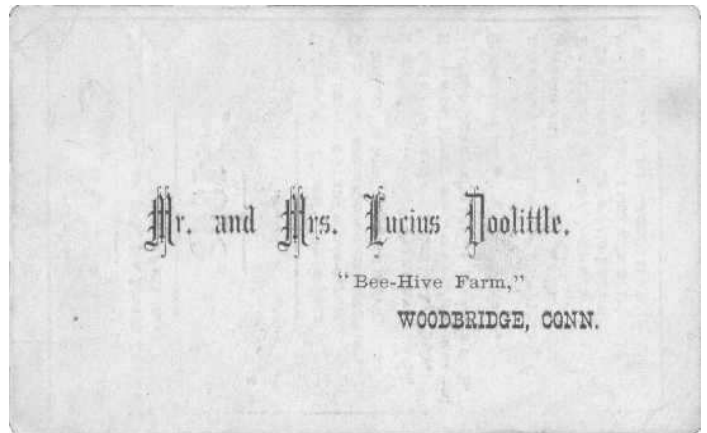 Mr. and Mrs. Lucius Doolittle.
"Bee-Hive Farm,"
WOODBRIDGE, CONN.